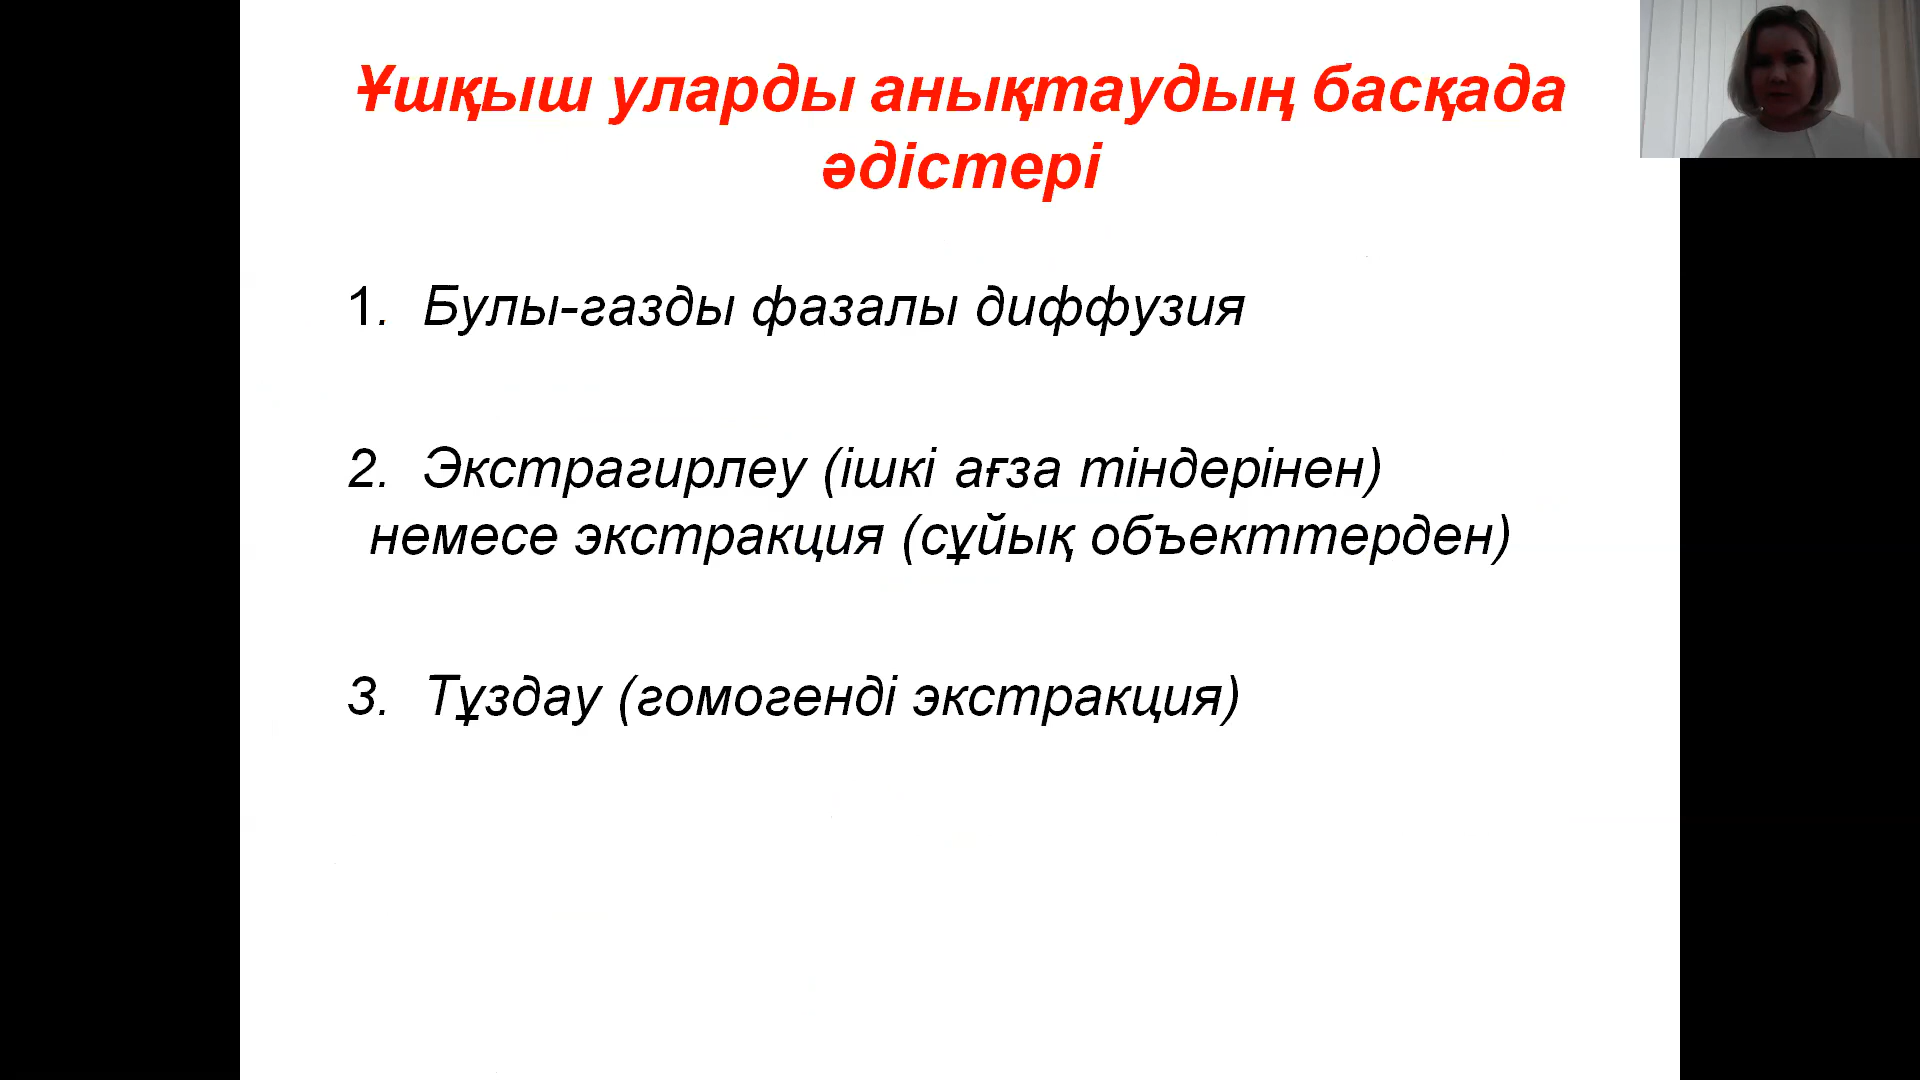 Ұшқыш уларды анықтаудың басқада
әдістері
1. Булы-газды фазалы диффузия
2. Экстрагирлеу (ішкі ағза тіндерінен)
немесе экстракция (сұйық объекттерден)
3. Тұздау (гомогенді экстракция)